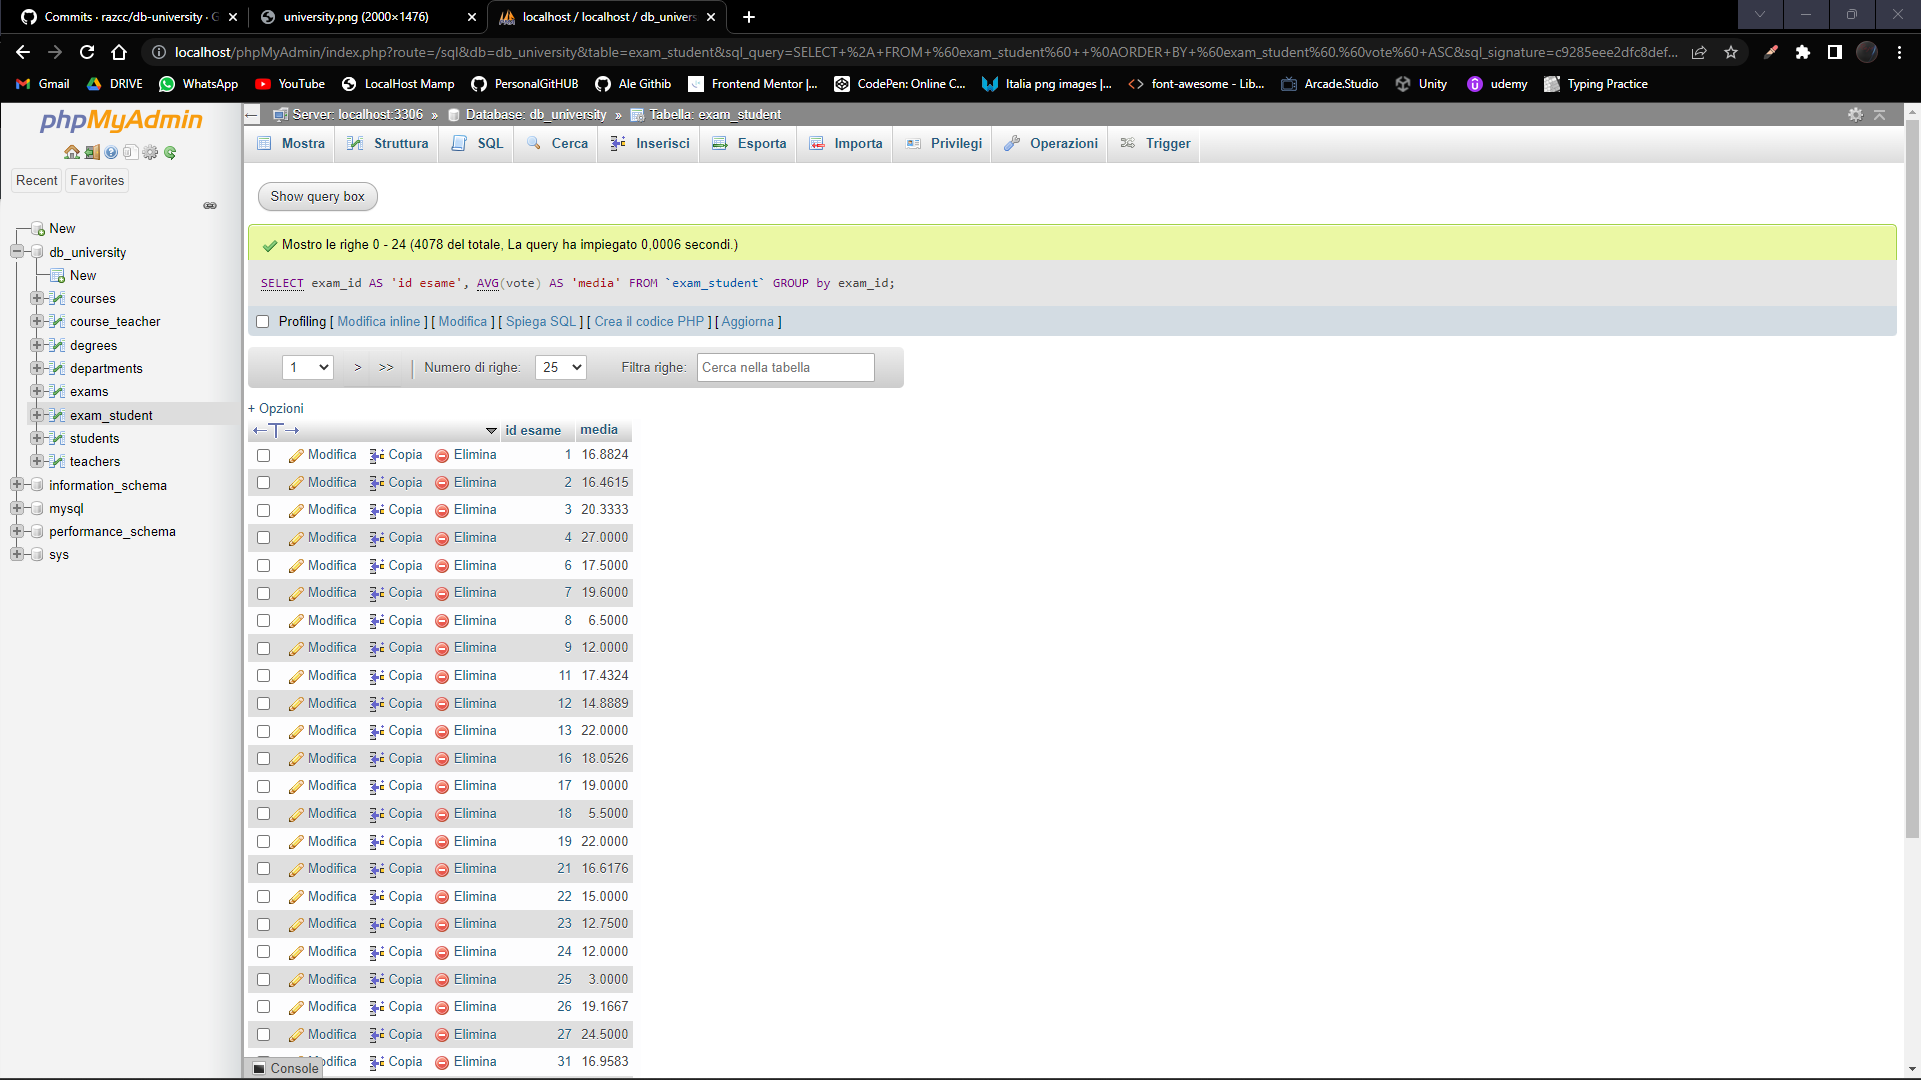 Commits · razcc/db-university · G
university.png (2000×1476)
localhost / localhost / db_univers
localhost/phpMyAdmin/index.php?route=/sql&db=db_university&table=exam_student&sql_query=SELECT+%2A+FROM+%60exam_student%60++%0AORDER+BY+%60exam_student%60.%60vote%60+ASC&sql_signature=c9285eee2dfc8def...
Gmail
DRIVE
WhatsApp
YouTube
LocalHost Mamp
PersonalGitHUB
Ale Githib
Frontend Mentor |...
CodePen: Online C...
Italia png images |...
font-awesome - Lib...
Arcade.Studio
Unity
udemy
Typing Practice
phpMyAdmin
Recent
Favorites
New
db_university
New
courses
course_teacher
degrees
departments
exams
exam_student
students
teachers
information_schema
mysql
performance_schema
sys
Server: localhost:3306 » Database: db_university » Tabella: exam_student
Mostra
Struttura
SQL
Cerca
Inserisci
Esporta
Importa
Privilegi
Operazioni
Trigger
Show query box
Mostro le righe 0 - 24 (4078 del totale, La query ha impiegato 0,0006 secondi.)
SELECT exam_id AS 'id esame', AVG(vote) AS 'media' FROM `exam_student` GROUP by exam_id;
Profiling [ Modifica inline ] [ Modifica ] [ Spiega SQL ] [ Crea il codice PHP ] [ Aggiorna ]
1 > >> | Numero di righe: 25 Filtra righe: Cerca nella tabella
+ Opzioni
←T→ id esame media
Modifica Copia Elimina 1 16.8824
Modifica Copia Elimina 2 16.4615
Modifica Copia Elimina 3 20.3333
Modifica Copia Elimina 4 27.0000
Modifica Copia Elimina 6 17.5000
Modifica Copia Elimina 7 19.6000
Modifica Copia Elimina 8 6.5000
Modifica Copia Elimina 9 12.0000
Modifica Copia Elimina 11 17.4324
Modifica Copia Elimina 12 14.8889
Modifica Copia Elimina 13 22.0000
Modifica Copia Elimina 16 18.0526
Modifica Copia Elimina 17 19.0000
Modifica Copia Elimina 18 5.5000
Modifica Copia Elimina 19 22.0000
Modifica Copia Elimina 21 16.6176
Modifica Copia Elimina 22 15.0000
Modifica Copia Elimina 23 12.7500
Modifica Copia Elimina 24 12.0000
Modifica Copia Elimina 25 3.0000
Modifica Copia Elimina 26 19.1667
Modifica Copia Elimina 27 24.5000
Modifica Copia Elimina 31 16.9583
Console